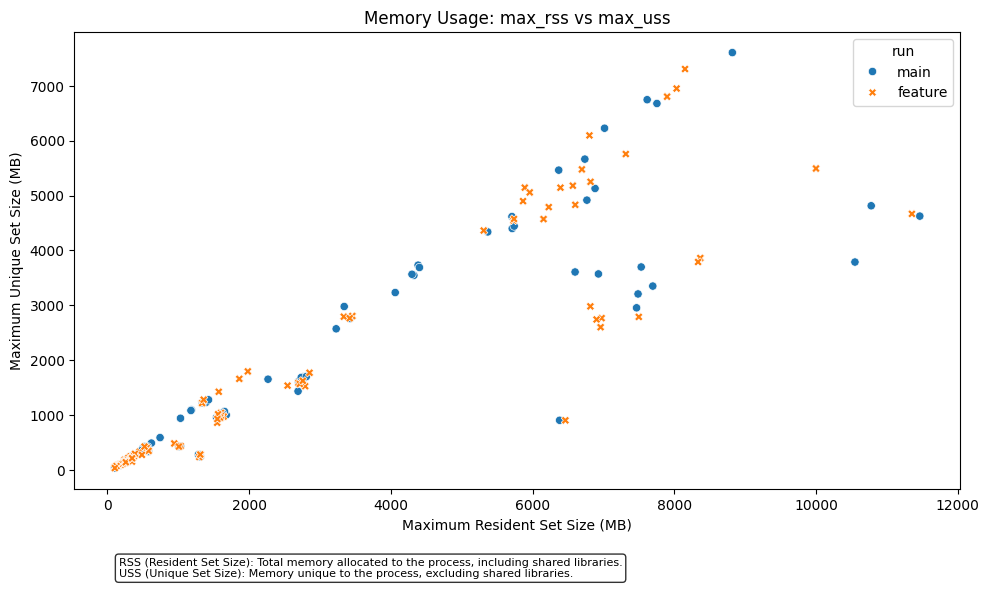 Memory Usage: max_rss vs max_uss
run
main
feature
Maximum Unique Set Size (MB)
7000
6000
5000
4000
3000
2000
1000
0
0 2000 4000 6000 8000 10000 12000
Maximum Resident Set Size (MB)
RSS (Resident Set Size): Total memory allocated to the process, including shared libraries.
USS (Unique Set Size): Memory unique to the process, excluding shared libraries.